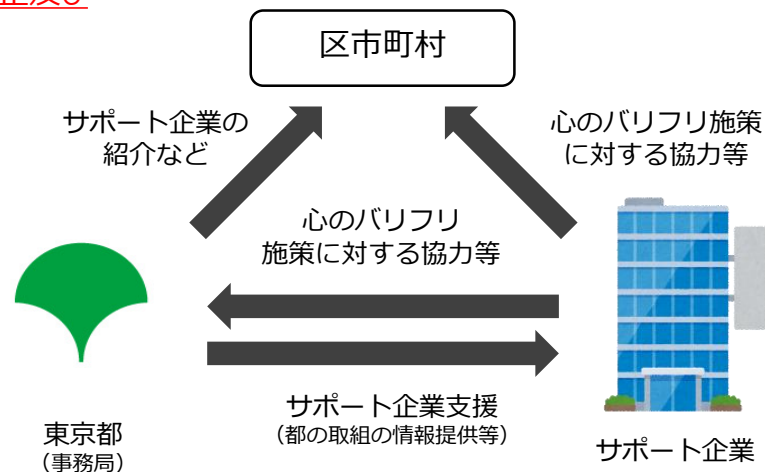 区市町村
サポート企業の
紹介など
心のバリフリ施策
に対する協力等
心のバリフリ
施策に対する協力等
サポート企業支援
（都の取組の情報提供等）
東京都
（事務局）
サポート企業